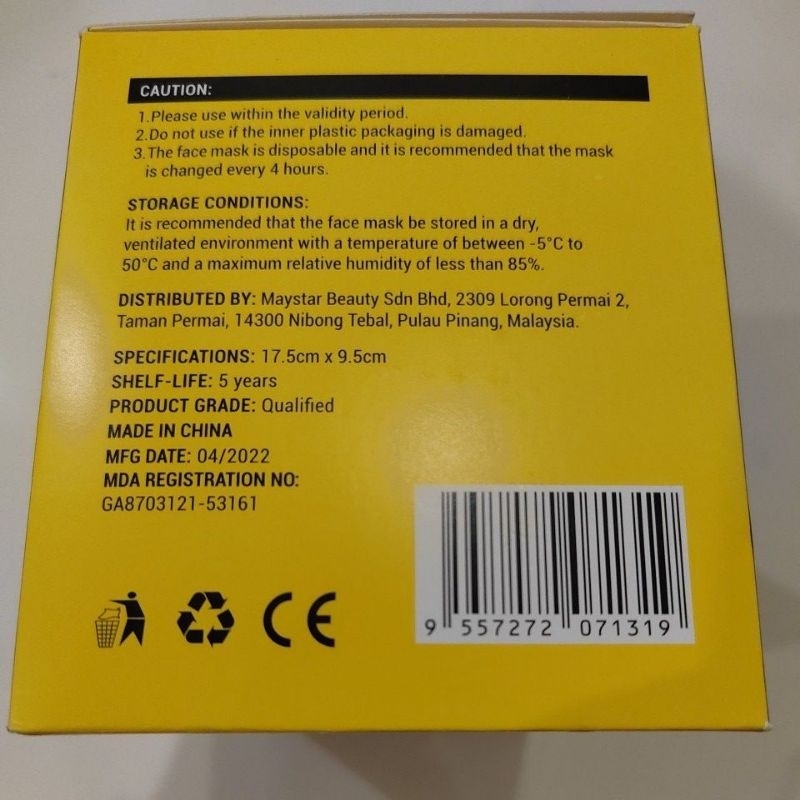 CAUTION:
1.Please use within the validity period.
2.Do not use if the inner plastic packaging is damaged.
3.The face mask is disposable and it is recommended that the mask
is changed every 4 hours.
STORAGE CONDITIONS:
It is recommended that the face mask be stored in a dry,
ventilated environment with a temperature of between -5°C to
50°C and a maximum relative humidity of less than 85%.
DISTRIBUTED BY: Maystar Beauty Sdn Bhd, 2309 Lorong Permai 2,
Taman Permai, 14300 Nibong Tebal, Pulau Pinang, Malaysia.
SPECIFICATIONS: 17.5cm x 9.5cm
SHELF-LIFE: 5 years
PRODUCT GRADE: Qualified
MADE IN CHINA
MFG DATE: 04/2022
MDA REGISTRATION NO:
GA8703121-53161
CE
9 557272 071319